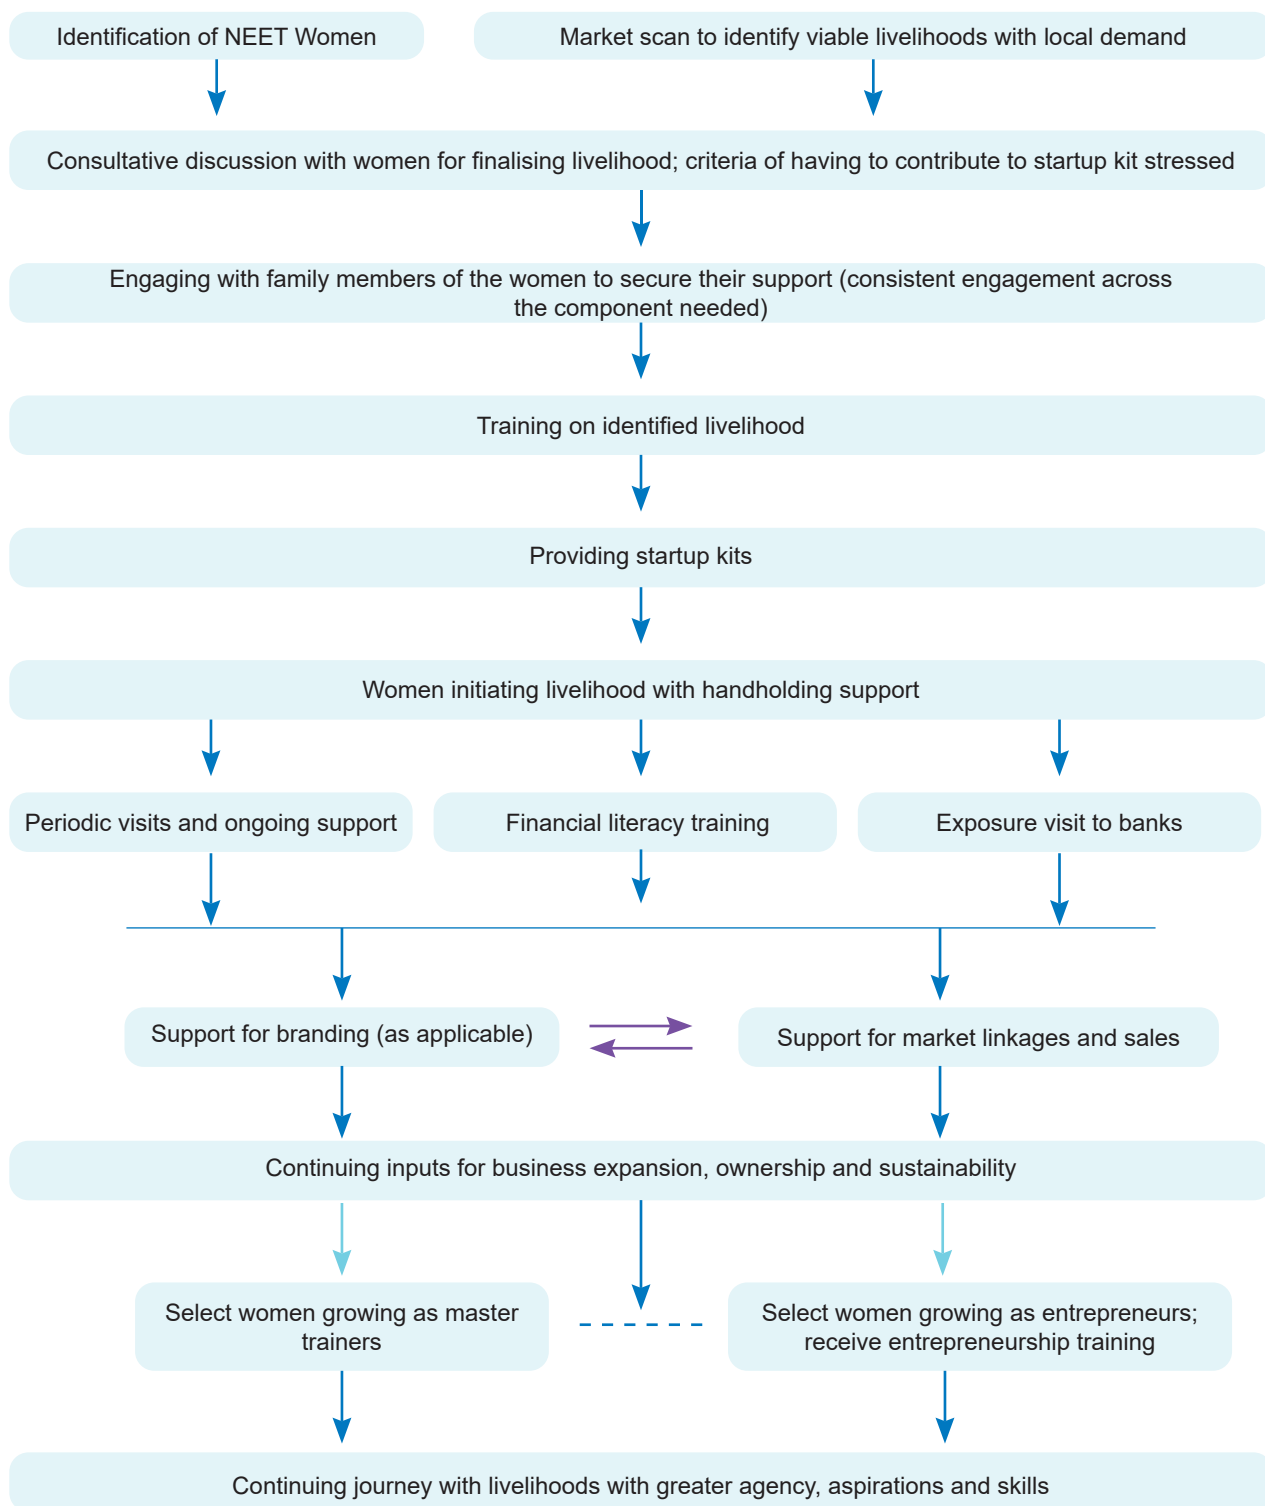 Identification of NEET Women
Market scan to identify viable livelihoods with local demand
Consultative discussion with women for finalising livelihood; criteria of having to contribute to startup kit stressed
Engaging with family members of the women to secure their support (consistent engagement across
the component needed)
Training on identified livelihood
Providing startup kits
Women initiating livelihood with handholding support
Periodic visits and ongoing support
Financial literacy training
Exposure visit to banks
Support for branding (as applicable)
Support for market linkages and sales
Continuing inputs for business expansion, ownership and sustainability
Select women growing as master
trainers
Select women growing as entrepreneurs;
receive entrepreneurship training
Continuing journey with livelihoods with greater agency, aspirations and skills